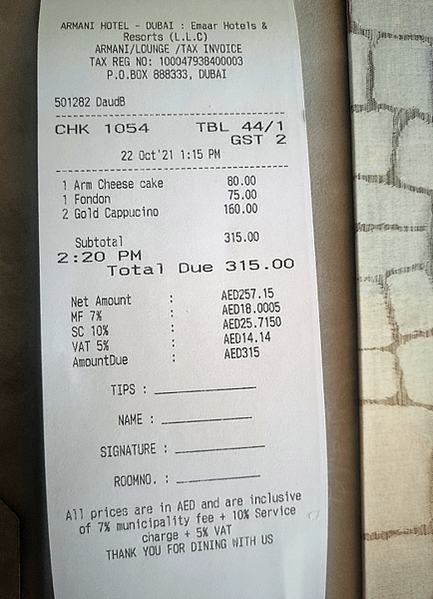 ARMANI HOTEL - DUBAI : Emaar Hotels &
Resorts (L.L.C)
ARMANI/LOUNGE /TAX INVOICE
TAX REG NO: 100047938400003
P.O.BOX 888333, DUBAI
501282 DaudB
CHK 1054 TBL 44/1
GST 2
22 Oct'21 1:15 PM
1 Arm Cheese cake 80.00
1 Fondon 75.00
2 Gold Cappucino 160.00
Subtotal 315.00
2:20 PM
Total Due 315.00
Net Amount : AED257.15
MF 7% : AED18.0005
SC 10% : AED25.7150
VAT 5% : AED14.14
AmountDue : AED315
TIPS :
NAME :
SIGNATURE :
ROOMNO. :
All prices are in AED and are inclusive
of 7% municipality fee + 10% Service
charge + 5% VAT
THANK YOU FOR DINING WITH US